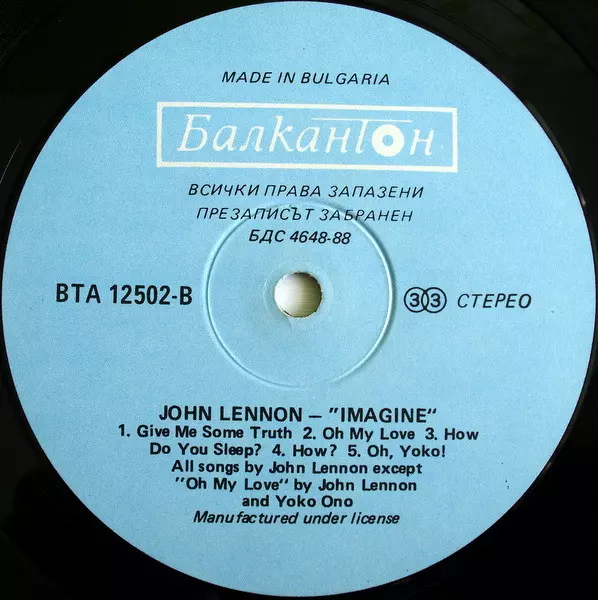 MADE IN BULGARIA
Балкантон
ВСИЧКИ ПРАВА ЗАПАЗЕНИ
ПРЕЗАПИСЪТ ЗАБРАНЕН
БДС 4648-88
ВТА 12502-В
33 СТЕРЕО
JOHN LENNON – "IMAGINE"
1. Give Me Some Truth 2. Oh My Love 3. How
Do You Sleep? 4. How? 5. Oh, Yoko!
All songs by John Lennon except
"Oh My Love" by John Lennon
and Yoko Ono
Manufactured under license